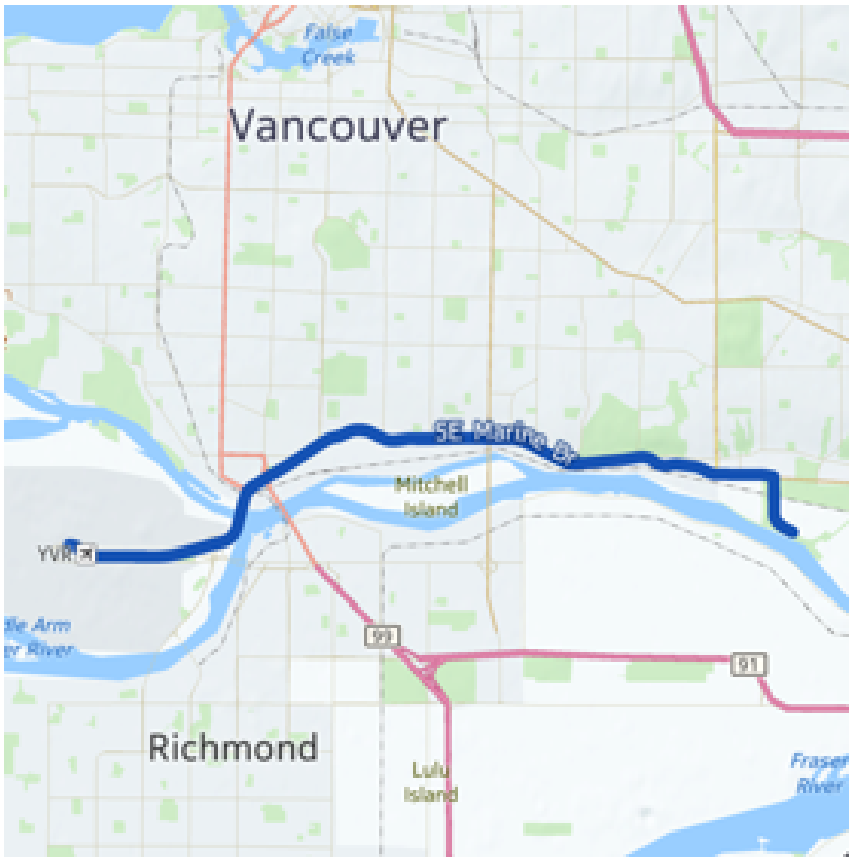 False
Creek
Vancouver
SE Marine Dr
Mitchell
Island
YVR
dle Arm
er River
99
91
Richmond
Lulu
Island
Fraser
River